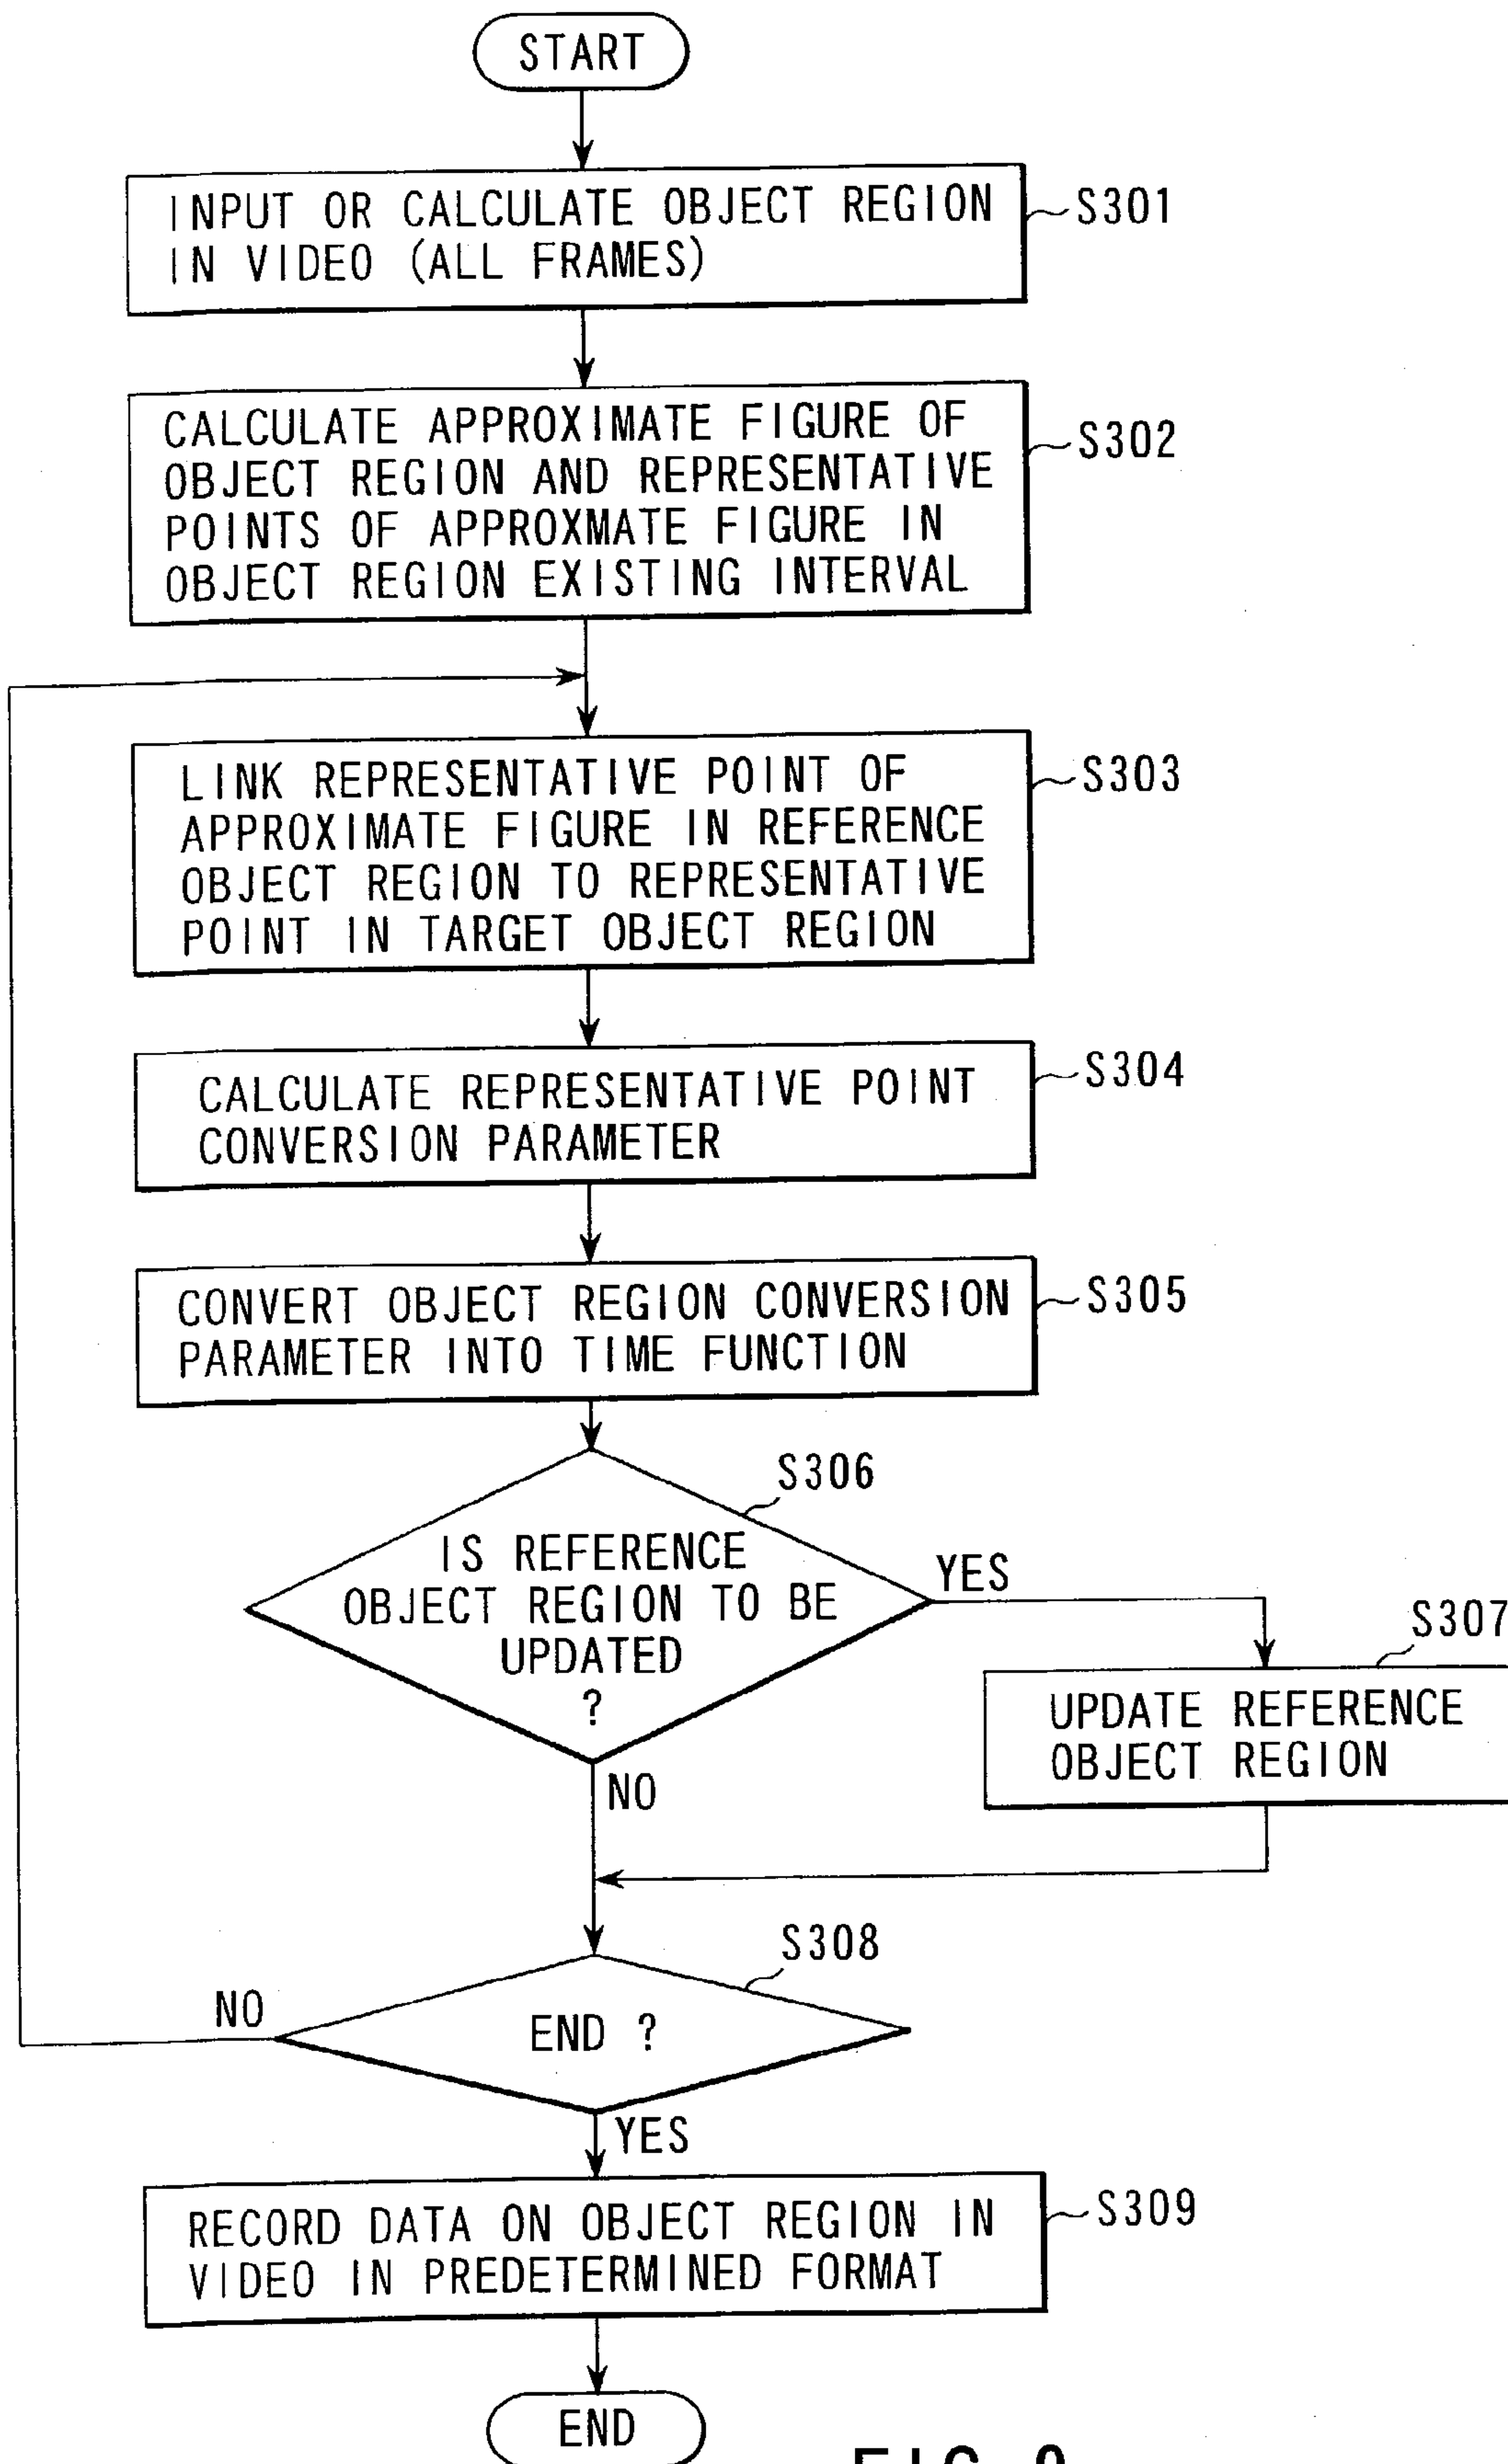 START
INPUT OR CALCULATE OBJECT REGION
IN VIDEO (ALL FRAMES)
S301
CALCULATE APPROXIMATE FIGURE OF
OBJECT REGION AND REPRESENTATIVE
POINTS OF APPROXMATE FIGURE IN
OBJECT REGION EXISTING INTERVAL
S302
LINK REPRESENTATIVE POINT OF
APPROXIMATE FIGURE IN REFERENCE
OBJECT REGION TO REPRESENTATIVE
POINT IN TARGET OBJECT REGION
S303
CALCULATE REPRESENTATIVE POINT
CONVERSION PARAMETER
S304
CONVERT OBJECT REGION CONVERSION
PARAMETER INTO TIME FUNCTION
S305
S306
IS REFERENCE
OBJECT REGION TO BE
UPDATED
?
YES
S307
UPDATE REFERENCE
OBJECT REGION
NO
S308
NO
END ?
YES
RECORD DATA ON OBJECT REGION IN
VIDEO IN PREDETERMINED FORMAT
S309
END